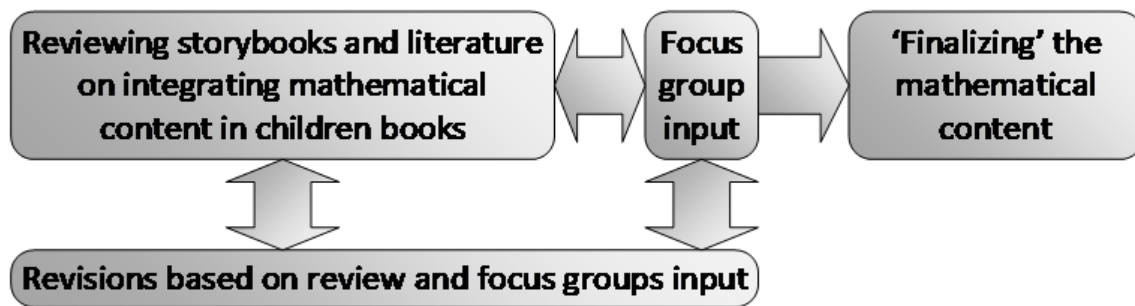 Reviewing storybooks and literature
on integrating mathematical
content in children books
Focus
group
input
‘Finalizing’ the
mathematical
content
Revisions based on review and focus groups input